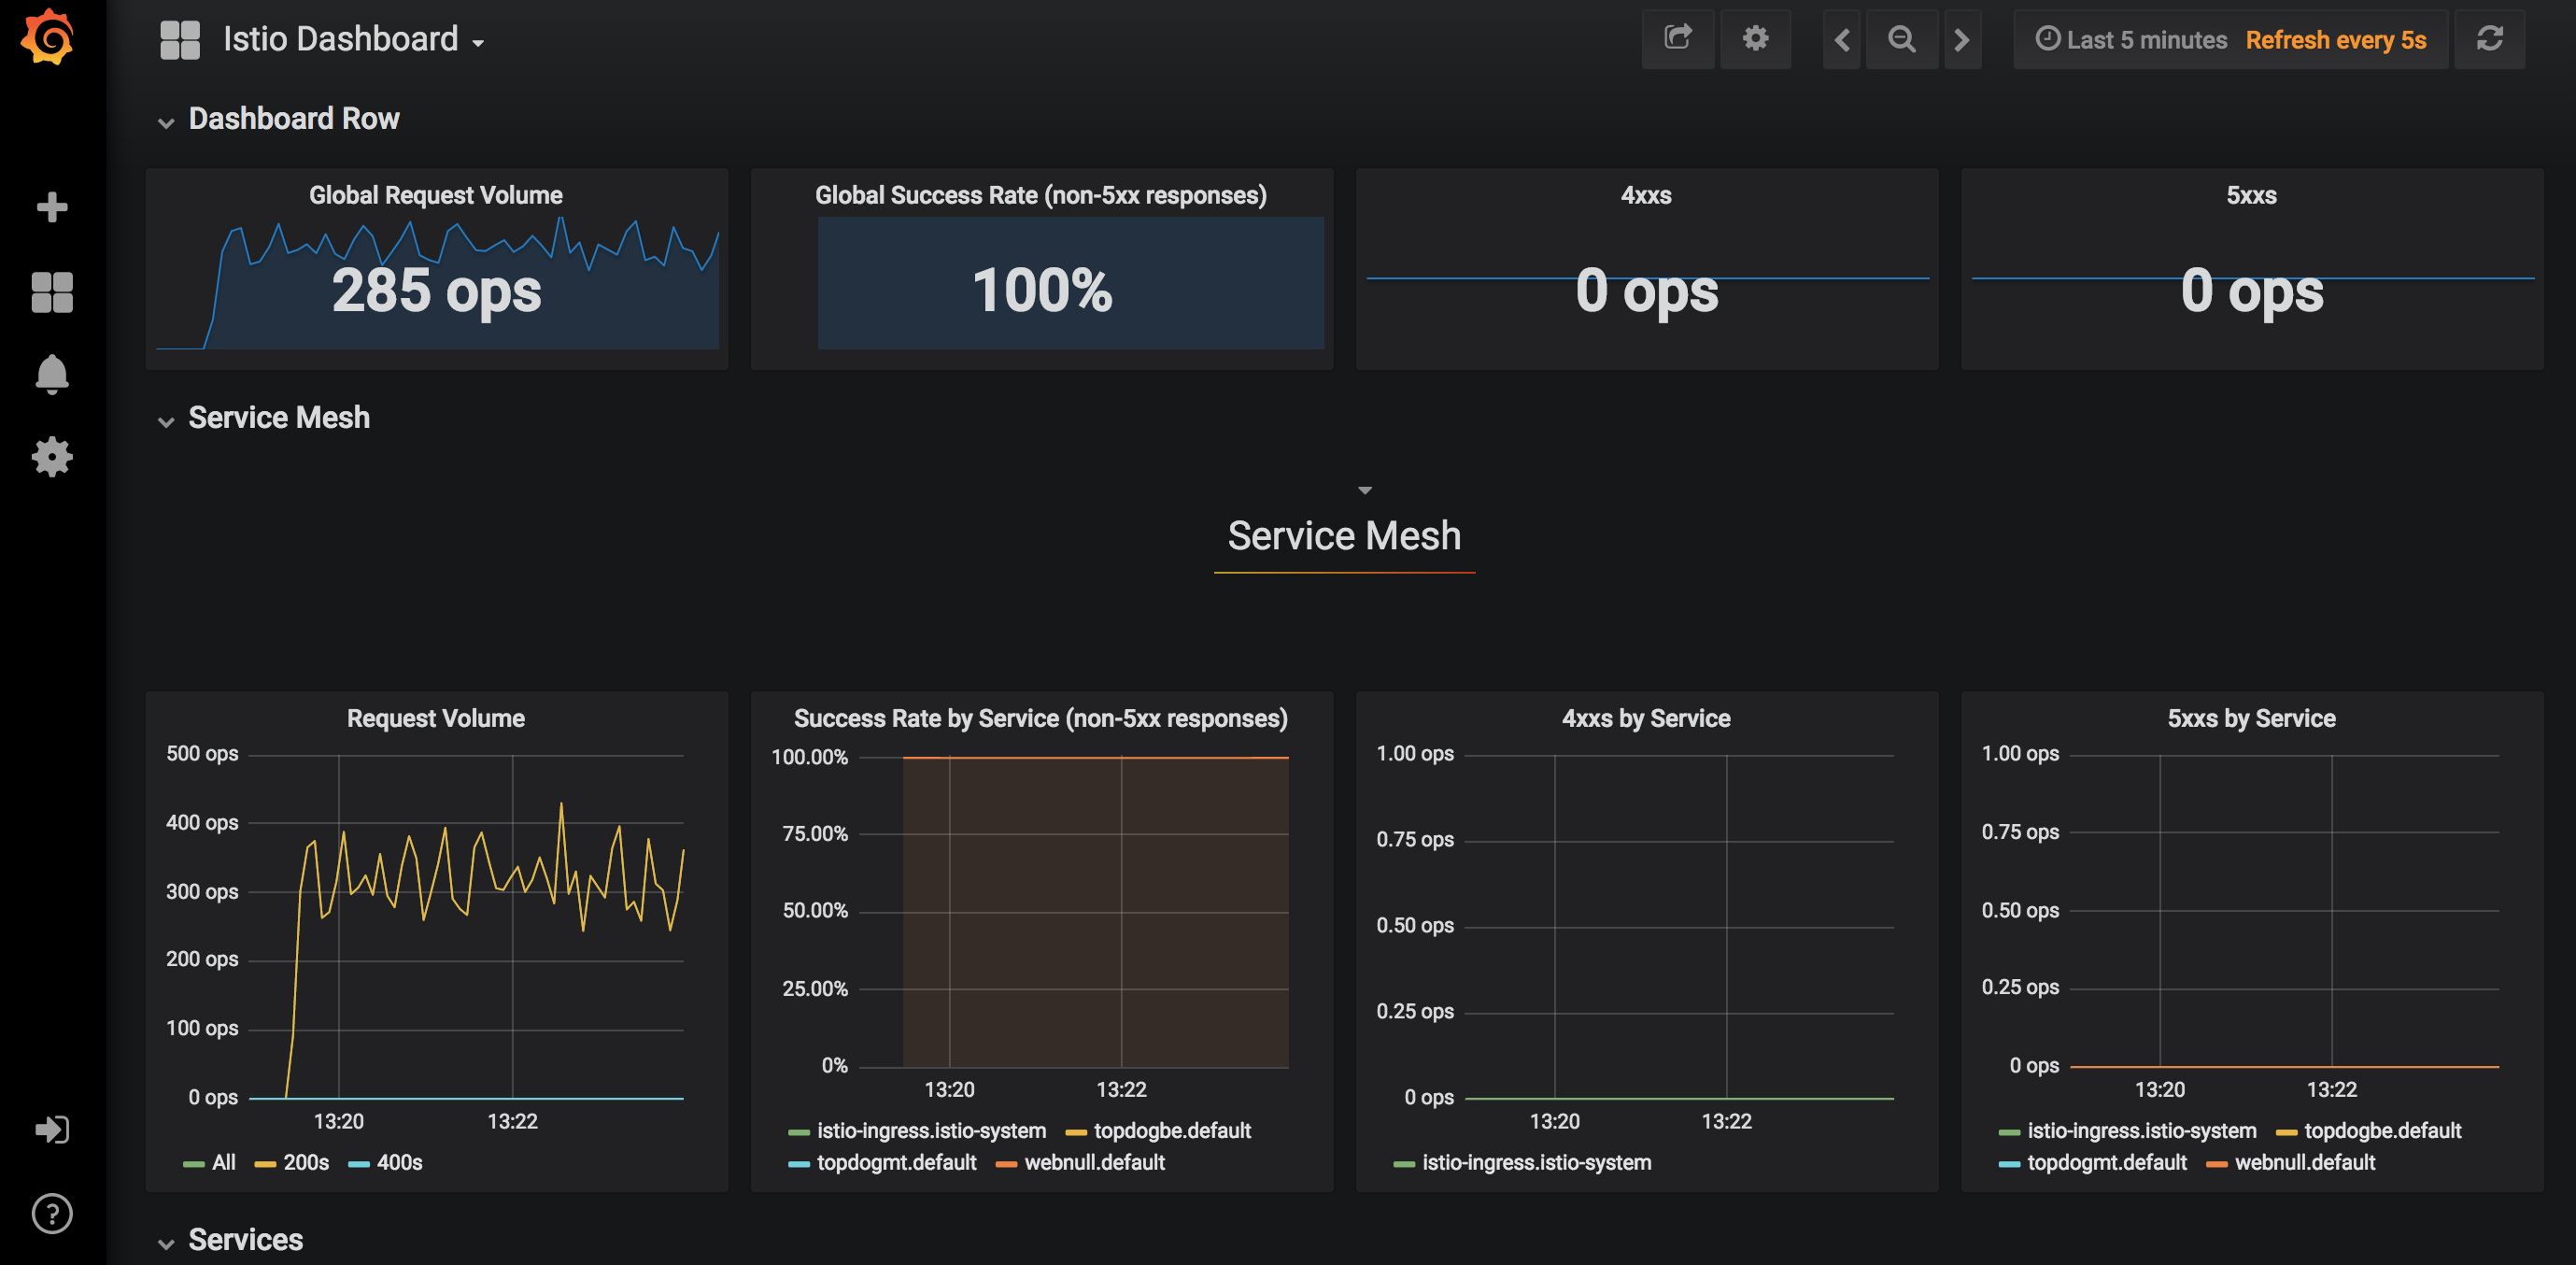 Istio Dashboard
Last 5 minutes Refresh every 5s
Dashboard Row
Global Request Volume
285 ops
Global Success Rate (non-5xx responses)
100%
4xxs
0 ops
5xxs
0 ops
Service Mesh
Service Mesh
Request Volume
500 ops
400 ops
300 ops
200 ops
100 ops
0 ops
13:20 13:22
All 200s 400s
Success Rate by Service (non-5xx responses)
100.00%
75.00%
50.00%
25.00%
0%
13:20 13:22
istio-ingress.istio-system topdogbe.default
topdogmt.default webnull.default
4xxs by Service
1.00 ops
0.75 ops
0.50 ops
0.25 ops
0 ops
13:20 13:22
istio-ingress.istio-system
5xxs by Service
1.00 ops
0.75 ops
0.50 ops
0.25 ops
0 ops
13:20 13:22
istio-ingress.istio-system topdogbe.default
topdogmt.default webnull.default
Services